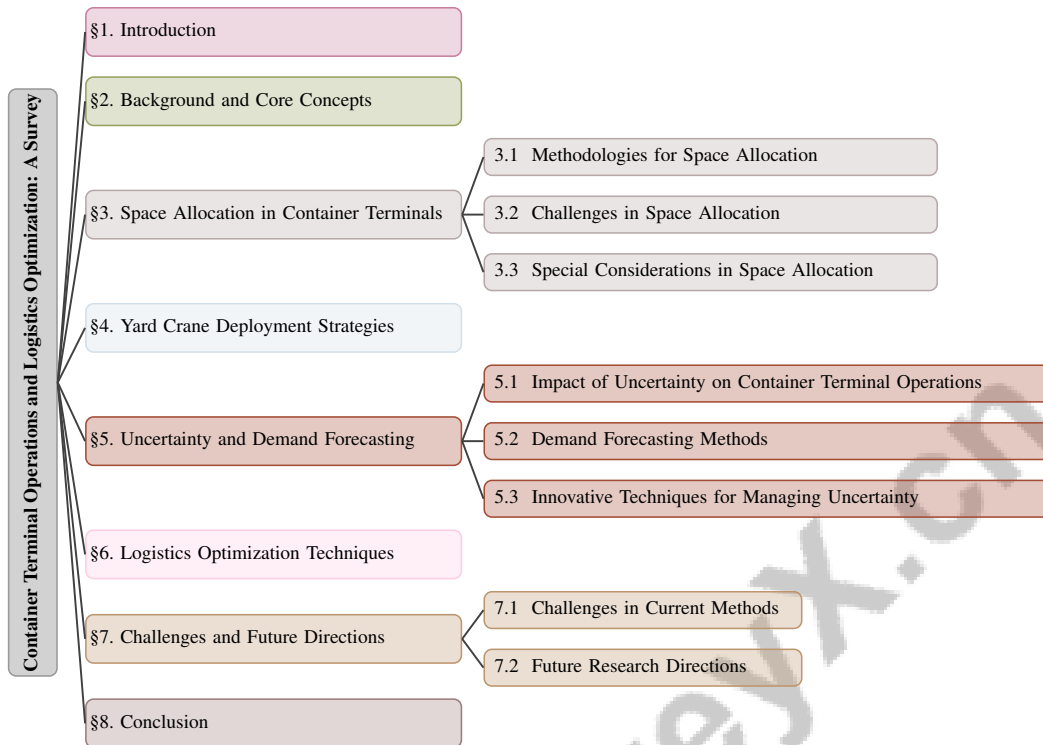 Container Terminal Operations and Logistics Optimization: A Survey
§1. Introduction
§2. Background and Core Concepts
§3. Space Allocation in Container Terminals
3.1 Methodologies for Space Allocation
3.2 Challenges in Space Allocation
3.3 Special Considerations in Space Allocation
§4. Yard Crane Deployment Strategies
§5. Uncertainty and Demand Forecasting
5.1 Impact of Uncertainty on Container Terminal Operations
5.2 Demand Forecasting Methods
5.3 Innovative Techniques for Managing Uncertainty
§6. Logistics Optimization Techniques
§7. Challenges and Future Directions
7.1 Challenges in Current Methods
7.2 Future Research Directions
§8. Conclusion
eyx.cn